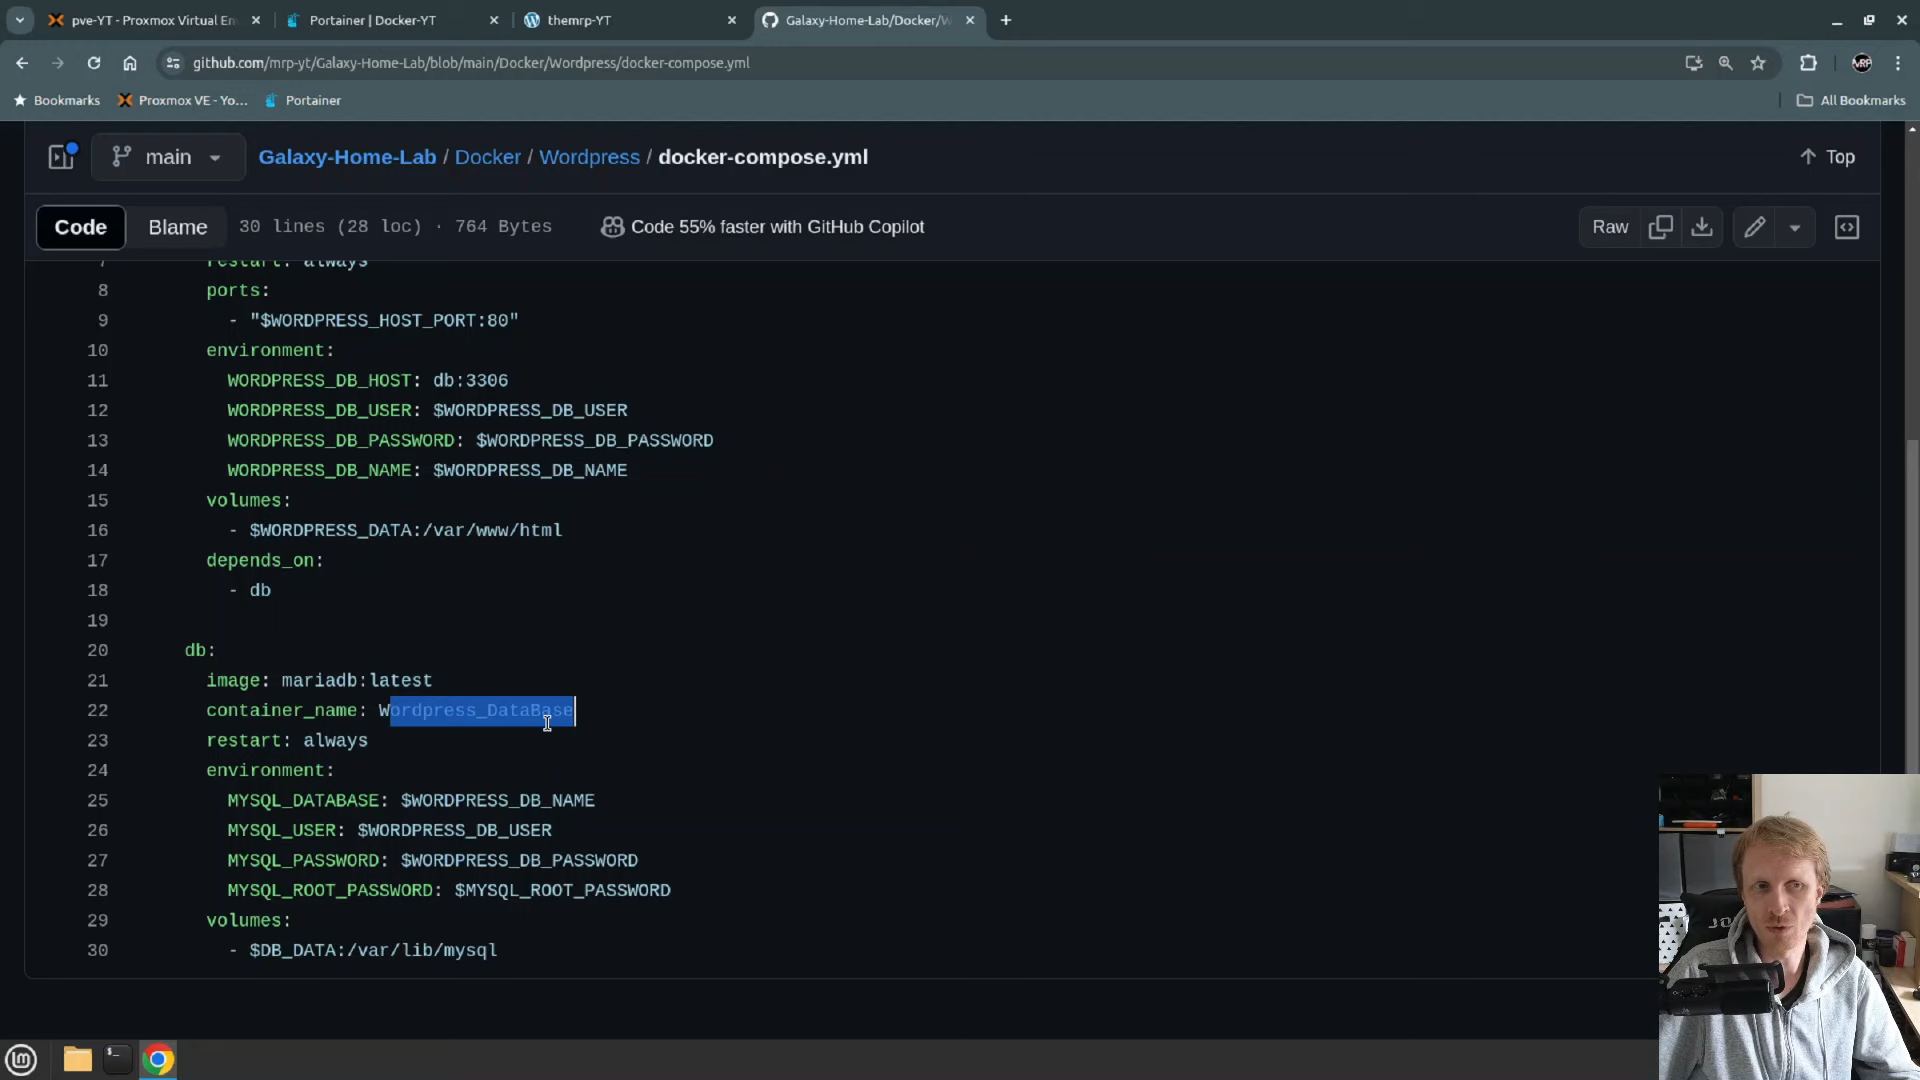 pve-YT - Proxmox Virtual En
Portainer | Docker-YT
themrp-YT
Galaxy-Home-Lab/Docker/W
github.com/mrp-yt/Galaxy-Home-Lab/blob/main/Docker/Wordpress/docker-compose.yml
Bookmarks
Proxmox VE - Yo...
Portainer
All Bookmarks
main
Galaxy-Home-Lab / Docker / Wordpress / docker-compose.yml
Top
Code
Blame
30 lines (28 loc) · 764 Bytes
Code 55% faster with GitHub Copilot
Raw
7 restart: always
8 ports:
9 - "$WORDPRESS_HOST_PORT:80"
10 environment:
11 WORDPRESS_DB_HOST: db:3306
12 WORDPRESS_DB_USER: $WORDPRESS_DB_USER
13 WORDPRESS_DB_PASSWORD: $WORDPRESS_DB_PASSWORD
14 WORDPRESS_DB_NAME: $WORDPRESS_DB_NAME
15 volumes:
16 - $WORDPRESS_DATA:/var/www/html
17 depends_on:
18 - db
19
20 db:
21 image: mariadb:latest
22 container_name: Wordpress_DataBase
23 restart: always
24 environment:
25 MYSQL_DATABASE: $WORDPRESS_DB_NAME
26 MYSQL_USER: $WORDPRESS_DB_USER
27 MYSQL_PASSWORD: $WORDPRESS_DB_PASSWORD
28 MYSQL_ROOT_PASSWORD: $MYSQL_ROOT_PASSWORD
29 volumes:
30 - $DB_DATA:/var/lib/mysql